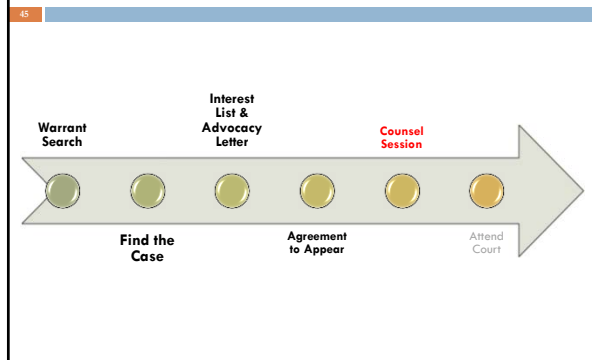 45
Warrant
Search
Find the
Case
Interest
List &
Advocacy
Letter
Agreement
to Appear
Counsel
Session
Attend
Court